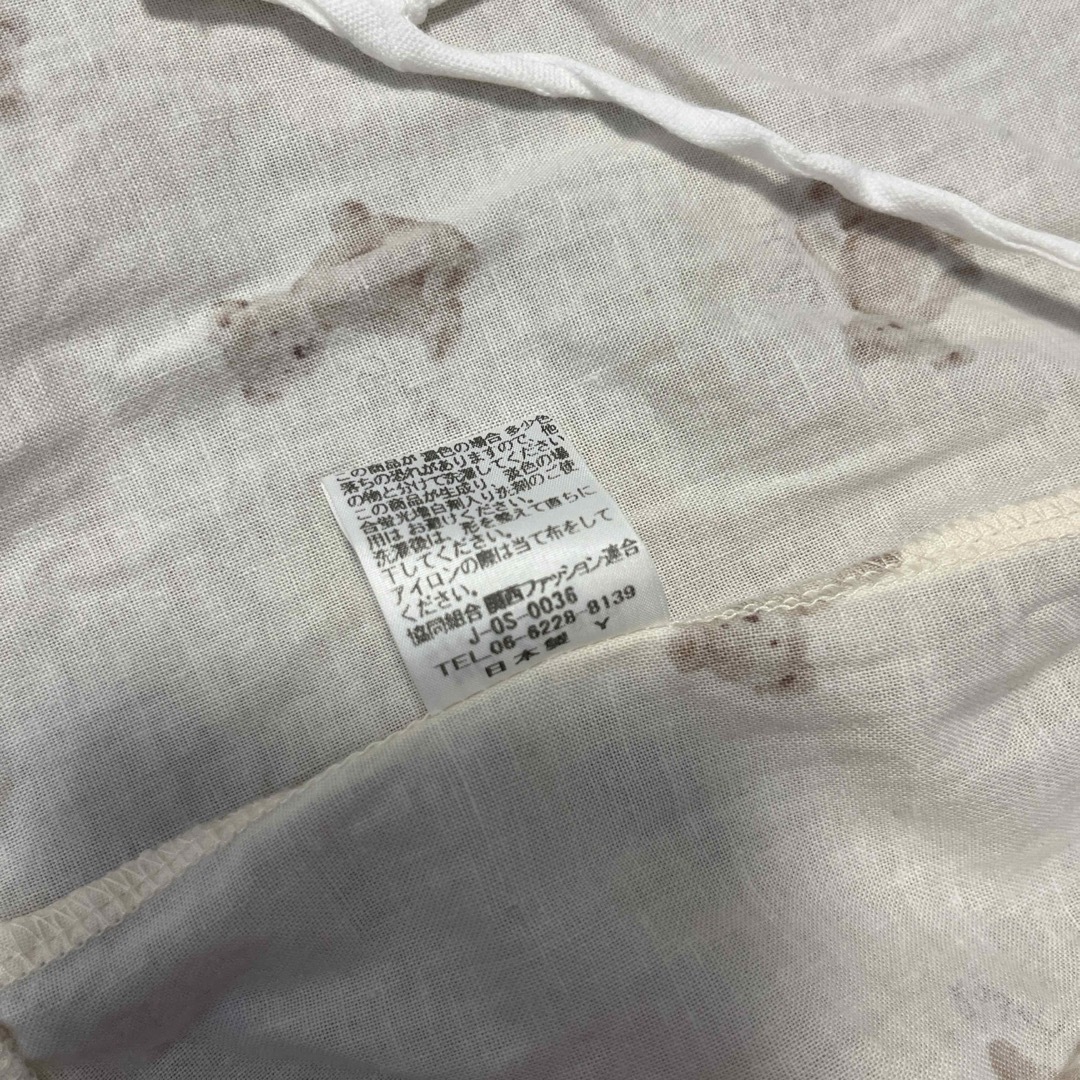 この商品が 濃色の場合 多少色
落ちの恐れがありますので、他
の物と分けて洗濯してください
この商品が生成り、淡色の場
合蛍光増白剤入り洗剤のご使
用は お避けください。
洗濯後は、形を整えて直ちに
干してください。
アイロンの際は当て布をして
ください。
協同組合 関西ファッション連合
J-OS-0036
TEL.06-6228-8139
日本製 Y